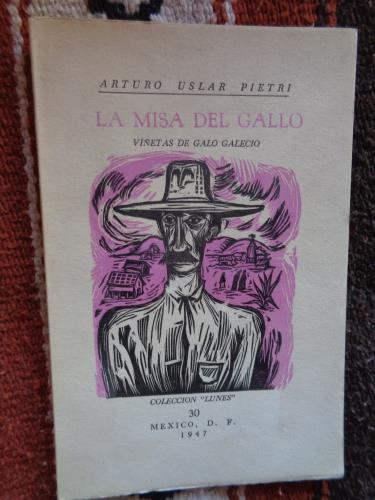 ARTURO USLAR PIETRI
LA MISA DEL GALLO
VIÑETAS DE GALO GALECIO
COLECCION "LUNES"
30
MEXICO, D. F.
1947